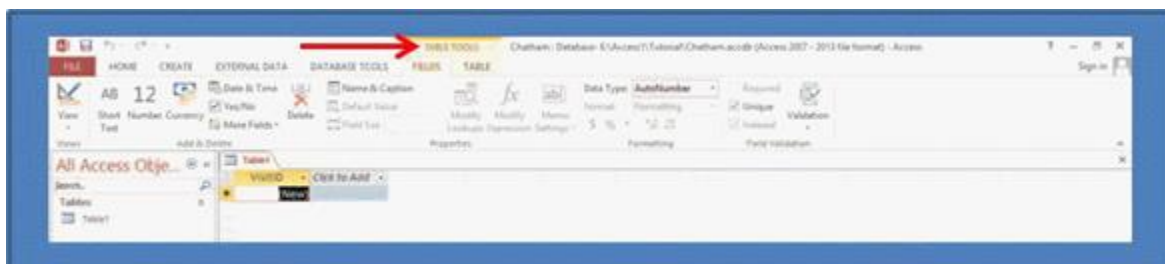 TABLE TOOLS Chatham : Database- E:\Access1\Tutorial\Chatham.accdb (Access 2007 - 2013 file format) - Access
FILE HOME CREATE EXTERNAL DATA DATABASE TOOLS FIELDS TABLE Sign in
View
AB Short Text
12 Number
Currency
Date & Time
Yes/No
More Fields
Delete
Name & Caption
Default Value
Field Size
Modify Lookups
fx Modify Expression
ab Memo Settings
Data Type: AutoNumber
Format: Formatting
$ %
Required
Unique
Indexed
Validation
Views Add & Delete Properties Formatting Field Validation
All Access Obje...
Search..
Tables
Table1
Table1
VisitID Click to Add
(New)